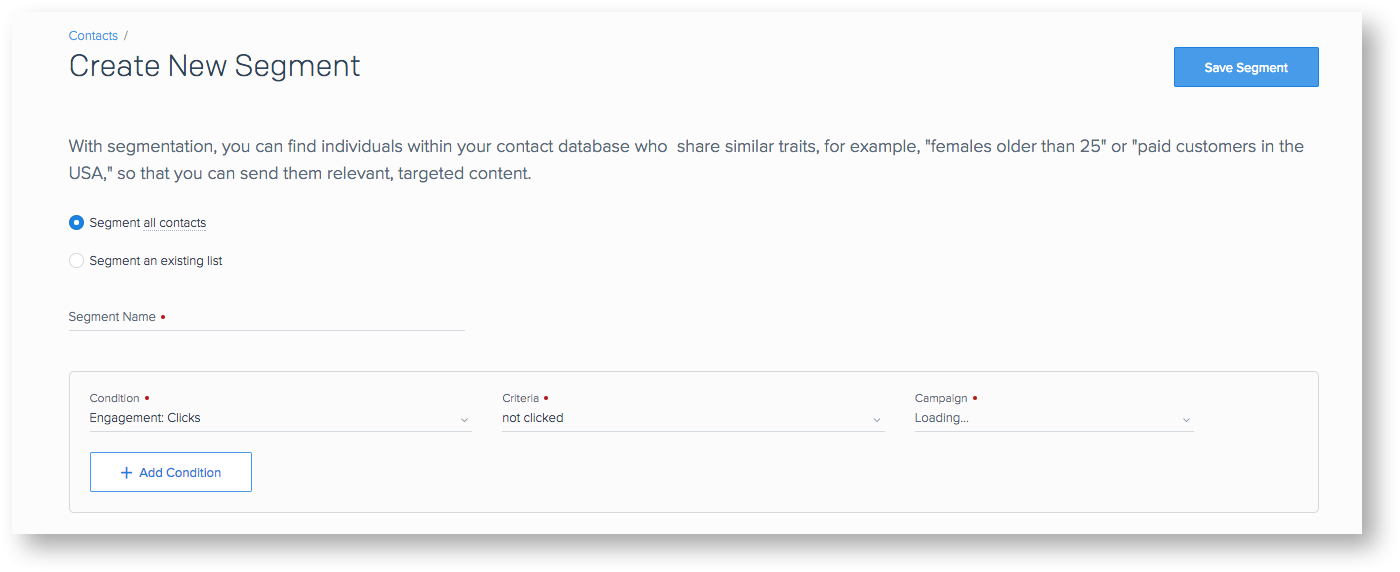 Contacts /
Create New Segment
Save Segment
With segmentation, you can find individuals within your contact database who  share similar traits, for example, "females older than 25" or "paid customers in the
USA," so that you can send them relevant, targeted content.
Segment all contacts
Segment an existing list
Segment Name •
Condition • Criteria • Campaign •
Engagement: Clicks not clicked Loading...
+ Add Condition